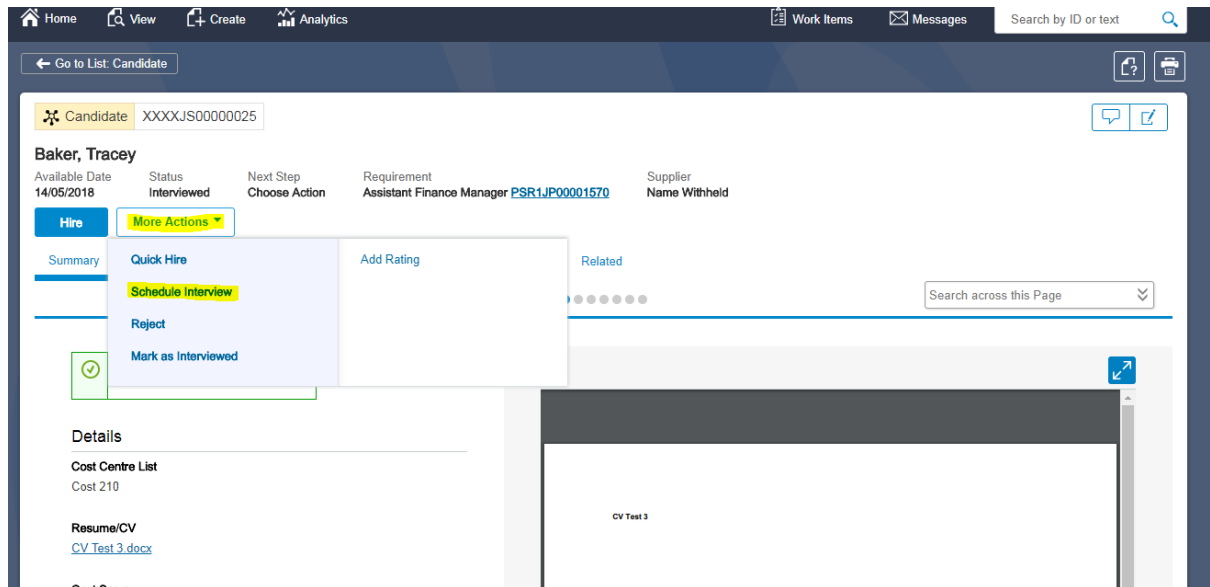 Home View Create Analytics Work Items Messages Search by ID or text
Go to List: Candidate
Candidate XXXXJS00000025
Baker, Tracey
Available Date Status Next Step Requirement Supplier
14/05/2018 Interviewed Choose Action Assistant Finance Manager PSR1JP00001570 Name Withheld
Hire More Actions
Summary Quick Hire Add Rating Related
Schedule Interview Search across this Page
Reject
Mark as Interviewed
Details
Cost Centre List
Cost 210
CV Test 3
Resume/CV
CV Test 3.docx